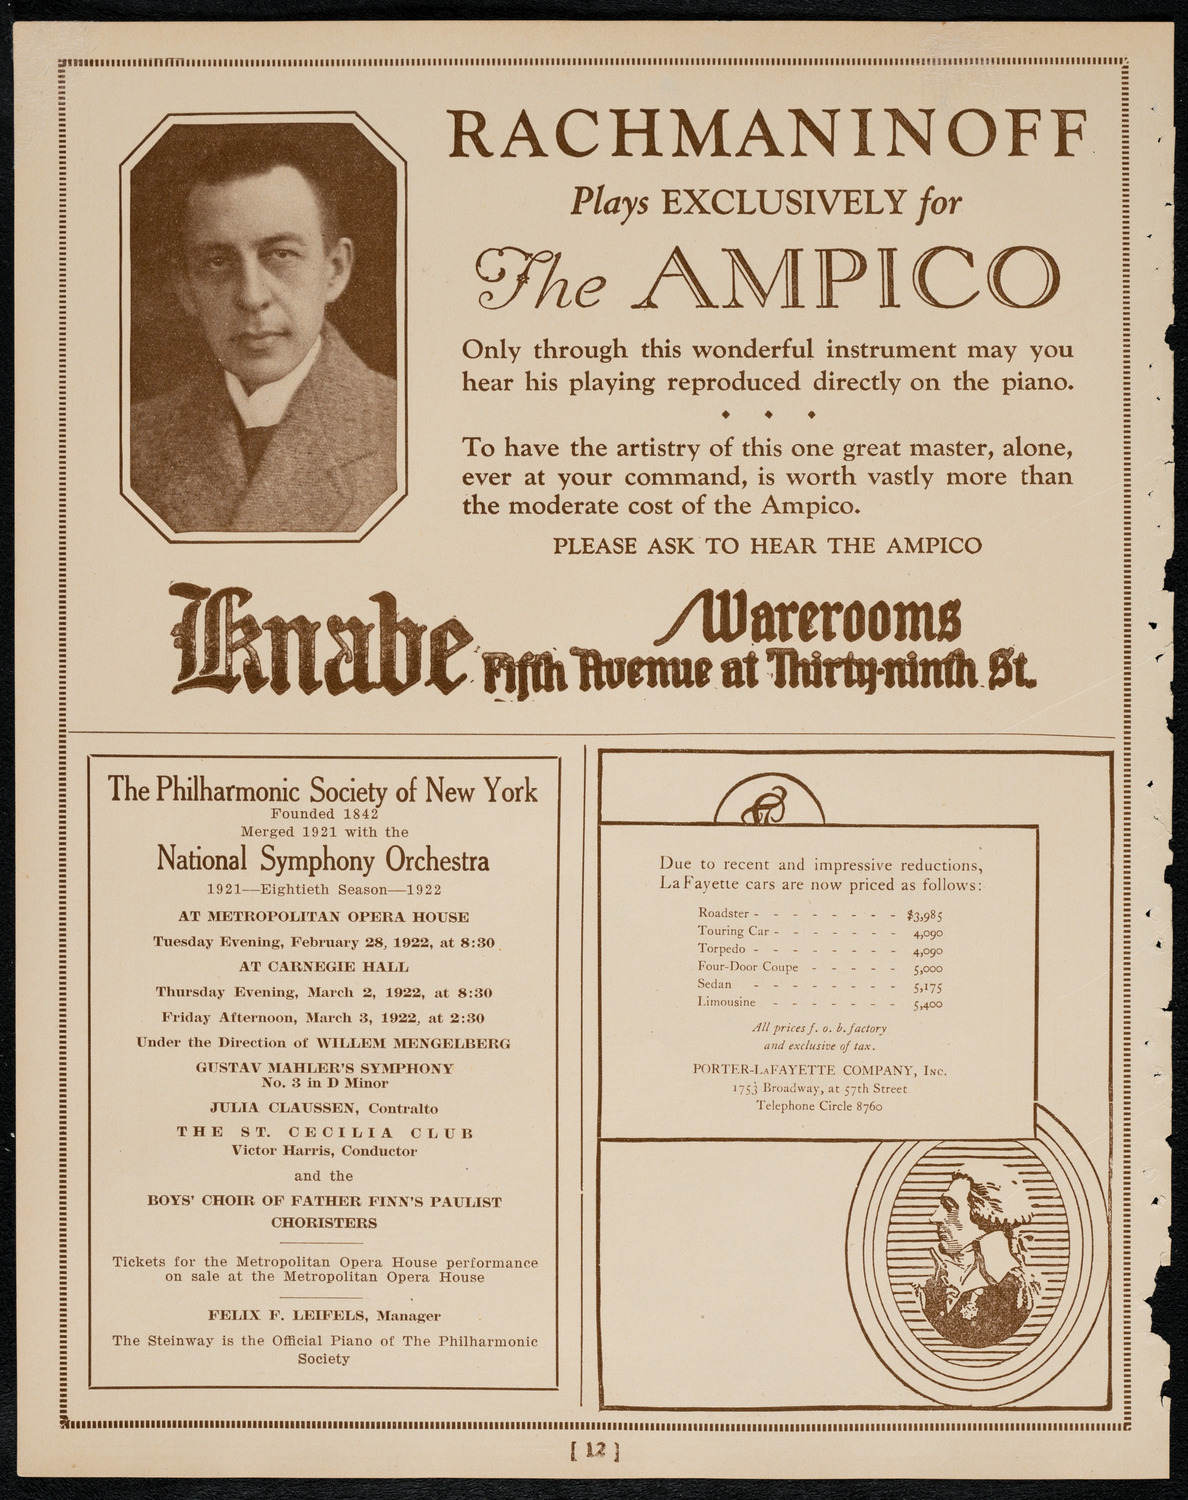 RACHMANINOFF
Plays EXCLUSIVELY for
The AMPICO
Only through this wonderful instrument may you
hear his playing reproduced directly on the piano.
To have the artistry of this one great master, alone,
ever at your command, is worth vastly more than
the moderate cost of the Ampico.
PLEASE ASK TO HEAR THE AMPICO
Knabe Warerooms
Fifth Avenue at Thirty-ninth St.
The Philharmonic Society of New York
Founded 1842
Merged 1921 with the
National Symphony Orchestra
1921—Eightieth Season—1922
AT METROPOLITAN OPERA HOUSE
Tuesday Evening, February 28, 1922, at 8:30
AT CARNEGIE HALL
Thursday Evening, March 2, 1922, at 8:30
Friday Afternoon, March 3, 1922, at 2:30
Under the Direction of WILLEM MENGELBERG
GUSTAV MAHLER'S SYMPHONY
No. 3 in D Minor
JULIA CLAUSSEN, Contralto
THE ST. CECILIA CLUB
Victor Harris, Conductor
and the
BOYS' CHOIR OF FATHER FINN'S PAULIST
CHORISTERS
Tickets for the Metropolitan Opera House performance
on sale at the Metropolitan Opera House
FELIX F. LEIFELS, Manager
The Steinway is the Official Piano of The Philharmonic
Society
Due to recent and impressive reductions,
LaFayette cars are now priced as follows:
Roadster - - - - - - - - $3,985
Touring Car - - - - - - - 4,090
Torpedo - - - - - - - - 4,090
Four-Door Coupe - - - - - 5,000
Sedan - - - - - - - - 5,175
Limousine - - - - - - - 5,400
All prices f. o. b. factory
and exclusive of tax.
PORTER-LAFAYETTE COMPANY, INC.
1753 Broadway, at 57th Street
Telephone Circle 8760
[ 12 ]